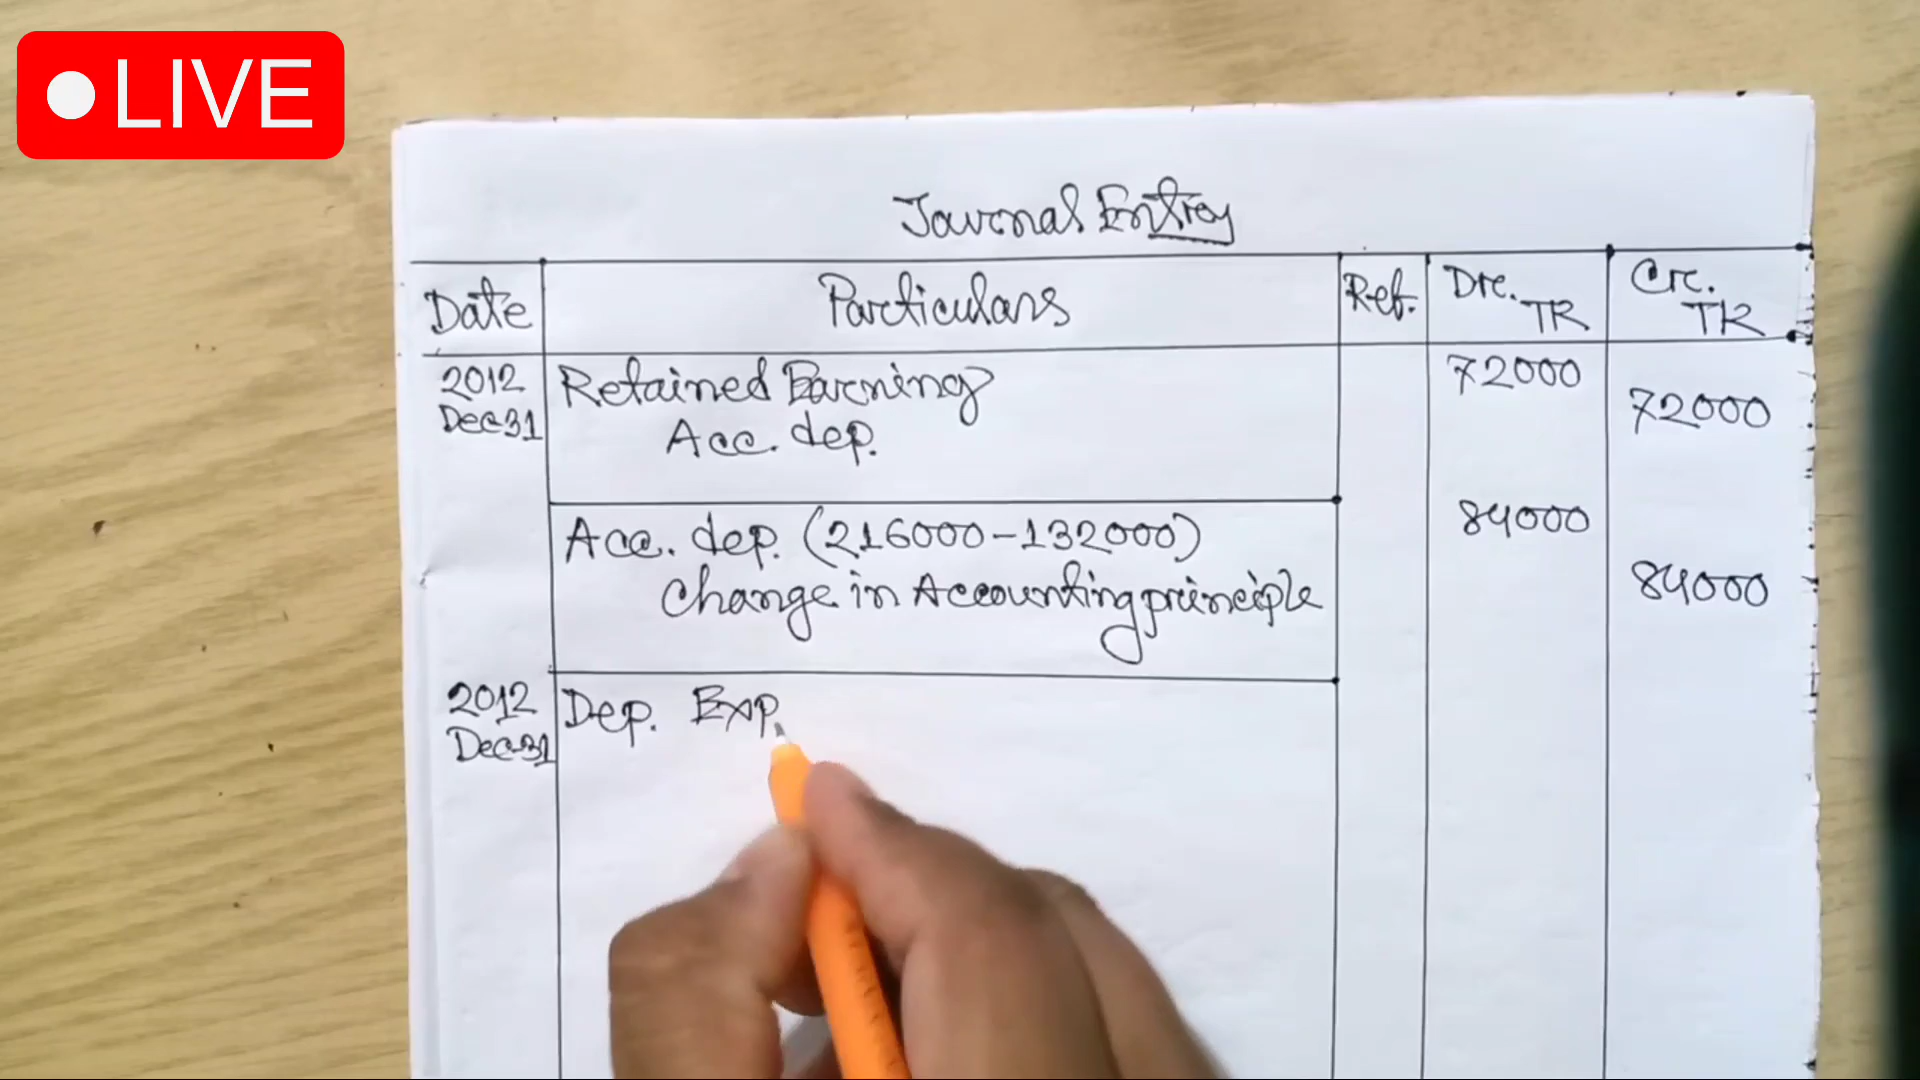 LIVE
Journal Entry
Date Particulars Ref. Dr. TK Cr. TK
2012 Retained Earning 72000
Dec 31 Acc. dep. 72000
Acc. dep. (216000-132000) 84000
Change in Accounting principle 84000
2012 Dep. Exp
Dec 31